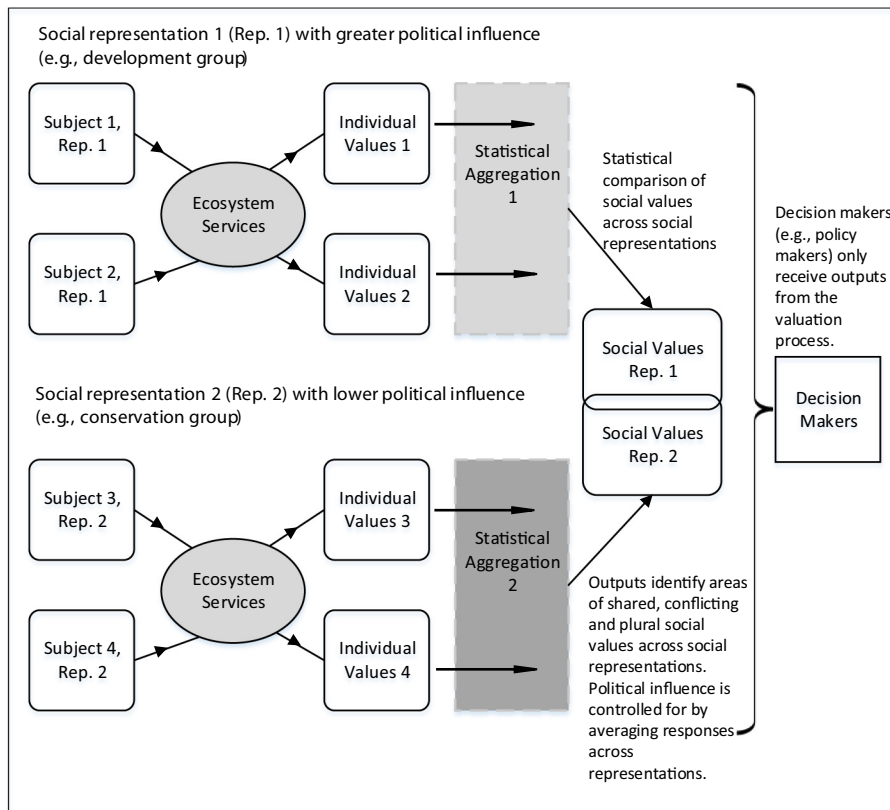 Social representation 1 (Rep. 1) with greater political influence
(e.g., development group)
Subject 1,
Rep. 1
Individual
Values 1
Ecosystem
Services
Statistical
Aggregation
1
Subject 2,
Rep. 1
Individual
Values 2
Statistical
comparison of
social values
across social
representations
Decision makers
(e.g., policy
makers) only
receive outputs
from the
valuation
process.
Social Values
Rep. 1
Social Values
Rep. 2
Decision
Makers
Social representation 2 (Rep. 2) with lower political influence
(e.g., conservation group)
Subject 3,
Rep. 2
Individual
Values 3
Ecosystem
Services
Statistical
Aggregation
2
Subject 4,
Rep. 2
Individual
Values 4
Outputs identify areas
of shared, conflicting
and plural social
values across social
representations.
Political influence is
controlled for by
averaging responses
across
representations.